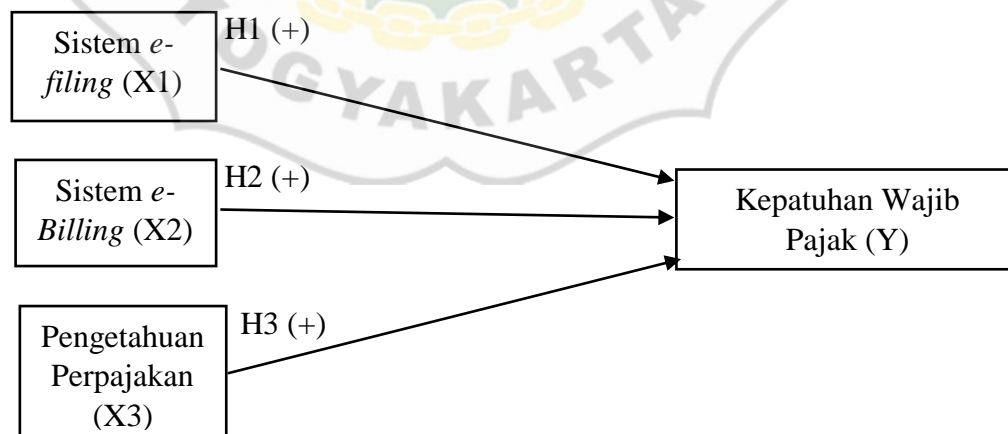 Sistem e-
filing (X1)
H1 (+)
YOGYAKARTA
Sistem e-
Billing (X2)
H2 (+)
Kepatuhan Wajib
Pajak (Y)
Pengetahuan
Perpajakan
(X3)
H3 (+)